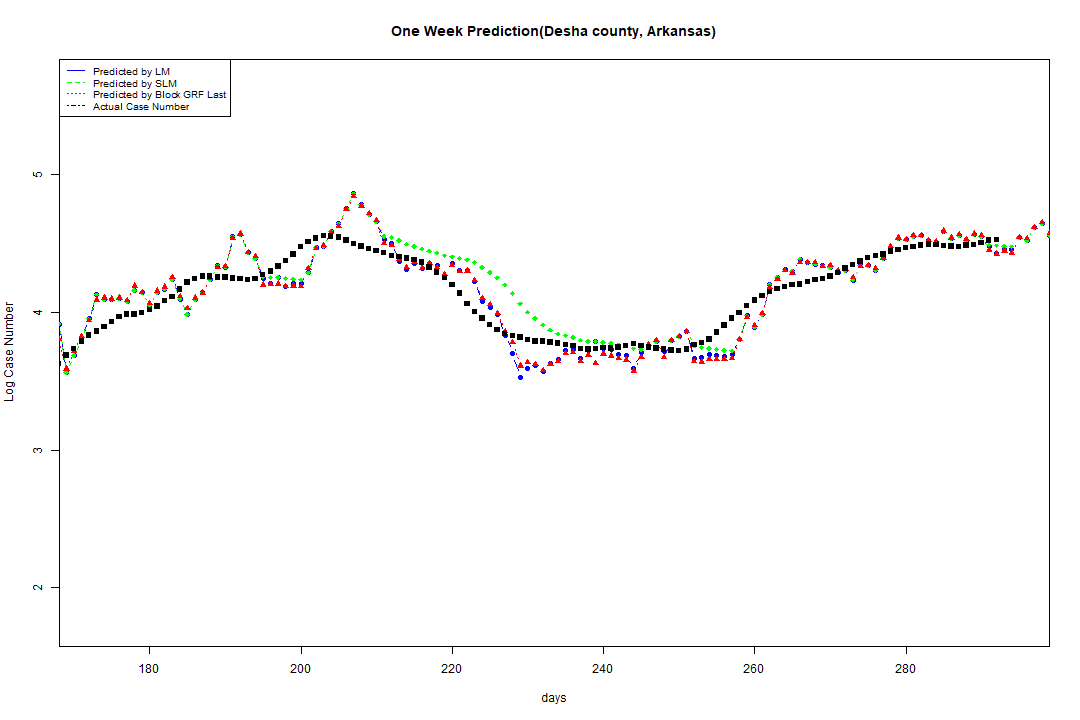 One Week Prediction(Desha county, Arkansas)
Predicted by LM
Predicted by SLM
Predicted by Block GRF Last
Actual Case Number
5
4
3
2
Log Case Number
180 200 220 240 260 280
days